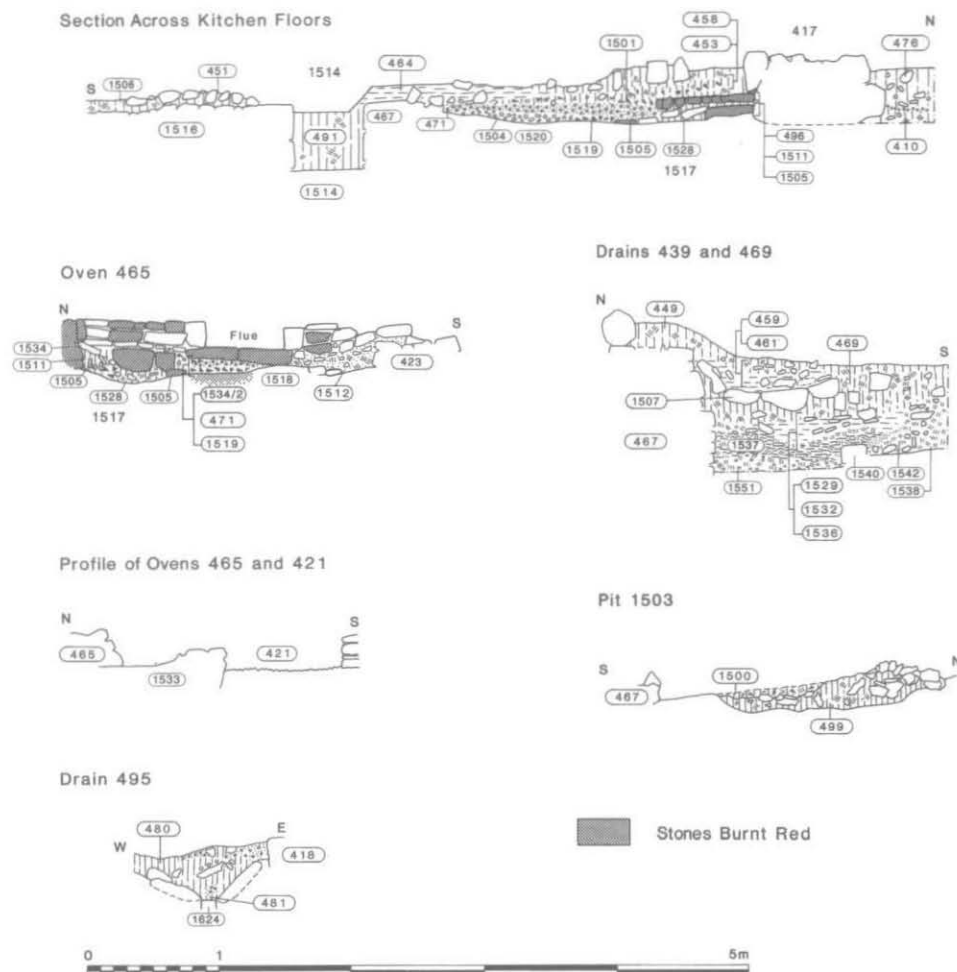 Section Across Kitchen Floors
N
458
417
453
1501
476
464
451
1514
S
1506
467
471
1516
491
1504
1520
1519
1505
1528
496
410
1517
1511
1514
1505
Oven 465
N
Flue
S
1534
1511
423
1505
1518
1528
1505
1534/2
1512
1517
471
1519
Drains 439 and 469
N
449
459
461
469
S
1507
467
1537
1540
1542
1551
1529
1538
1532
1536
Profile of Ovens 465 and 421
N
S
465
421
1533
Pit 1503
S
N
1500
467
499
Drain 495
480
E
W
418
481
1624
Stones Burnt Red
0
1
5m